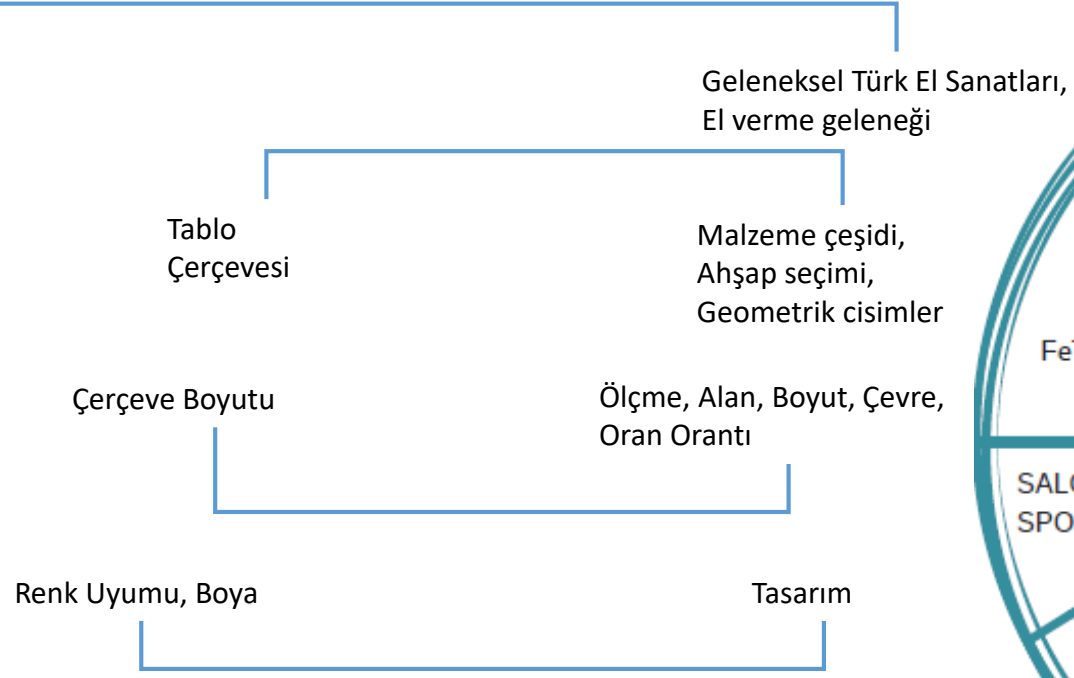 Geleneksel Türk El Sanatları,
El verme geleneği
Tablo
Çerçevesi
Malzeme çeşidi,
Ahşap seçimi,
Geometrik cisimler
Çerçeve Boyutu
Ölçme, Alan, Boyut, Çevre,
Oran Orantı
Renk Uyumu, Boya
Tasarım